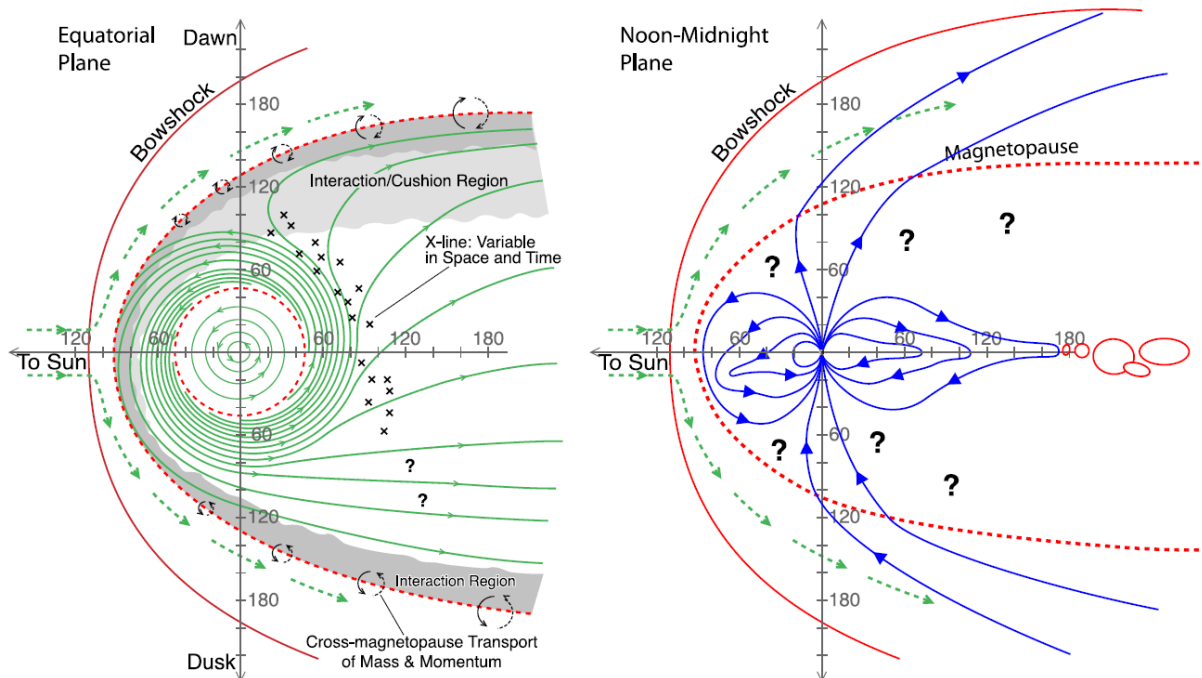 Equatorial
Plane
Dawn
Bowshock
180
120
Interaction/Cushion Region
X-line: Variable
in Space and Time
60
120
60
60
120
180
To Sun
60
?
?
120
Interaction Region
180
Cross-magnetopause Transport
of Mass & Momentum
Dusk
Noon-Midnight
Plane
Bowshock
180
Magnetopause
120
?
?
?
60
120
60
60
120
180
To Sun
60
?
?
?
120
180